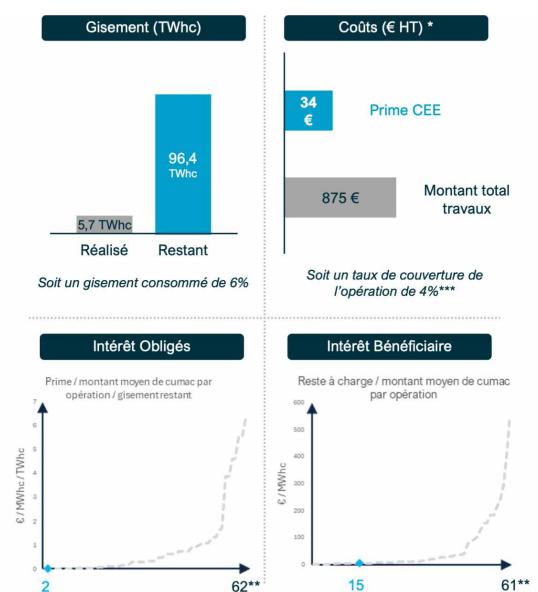 Gisement (TWhc)
96,4
TWhc
5,7 TWhc
Réalisé
Restant
Soit un gisement consommé de 6%
Coûts (€ HT) *
34
€
Prime CEE
875 €
Montant total
travaux
Soit un taux de couverture de
l'opération de 4%***
Intérêt Obligés
Prime / montant moyen de cumac par
opération / gisement restant
€ / MWhc / TWhc
7
6
5
4
3
2
1
0
2
62**
Intérêt Bénéficiaire
Reste à charge / montant moyen de cumac
par opération
€ / MWhc
600
500
400
300
200
100
0
15
61**